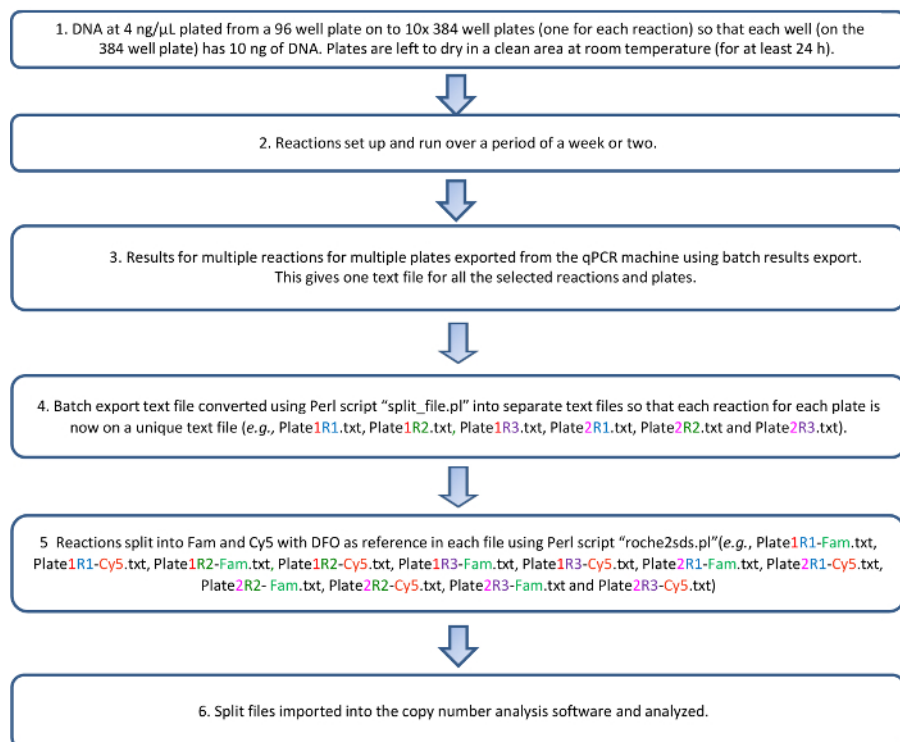 1. DNA at 4 ng/µL plated from a 96 well plate on to 10x 384 well plates (one for each reaction) so that each well (on the
384 well plate) has 10 ng of DNA. Plates are left to dry in a clean area at room temperature (for at least 24 h).
2. Reactions set up and run over a period of a week or two.
3. Results for multiple reactions for multiple plates exported from the qPCR machine using batch results export.
This gives one text file for all the selected reactions and plates.
4. Batch export text file converted using Perl script “split_file.pl” into separate text files so that each reaction for each plate is
now on a unique text file (e.g., Plate1R1.txt, Plate1R2.txt, Plate1R3.txt, Plate2R1.txt, Plate2R2.txt and Plate2R3.txt).
5 Reactions split into Fam and Cy5 with DFO as reference in each file using Perl script “roche2sds.pl”(e.g., Plate1R1-Fam.txt,
Plate1R1-Cy5.txt, Plate1R2-Fam.txt, Plate1R2-Cy5.txt, Plate1R3-Fam.txt, Plate1R3-Cy5.txt, Plate2R1-Fam.txt, Plate2R1-Cy5.txt,
Plate2R2- Fam.txt, Plate2R2-Cy5.txt, Plate2R3-Fam.txt and Plate2R3-Cy5.txt)
6. Split files imported into the copy number analysis software and analyzed.